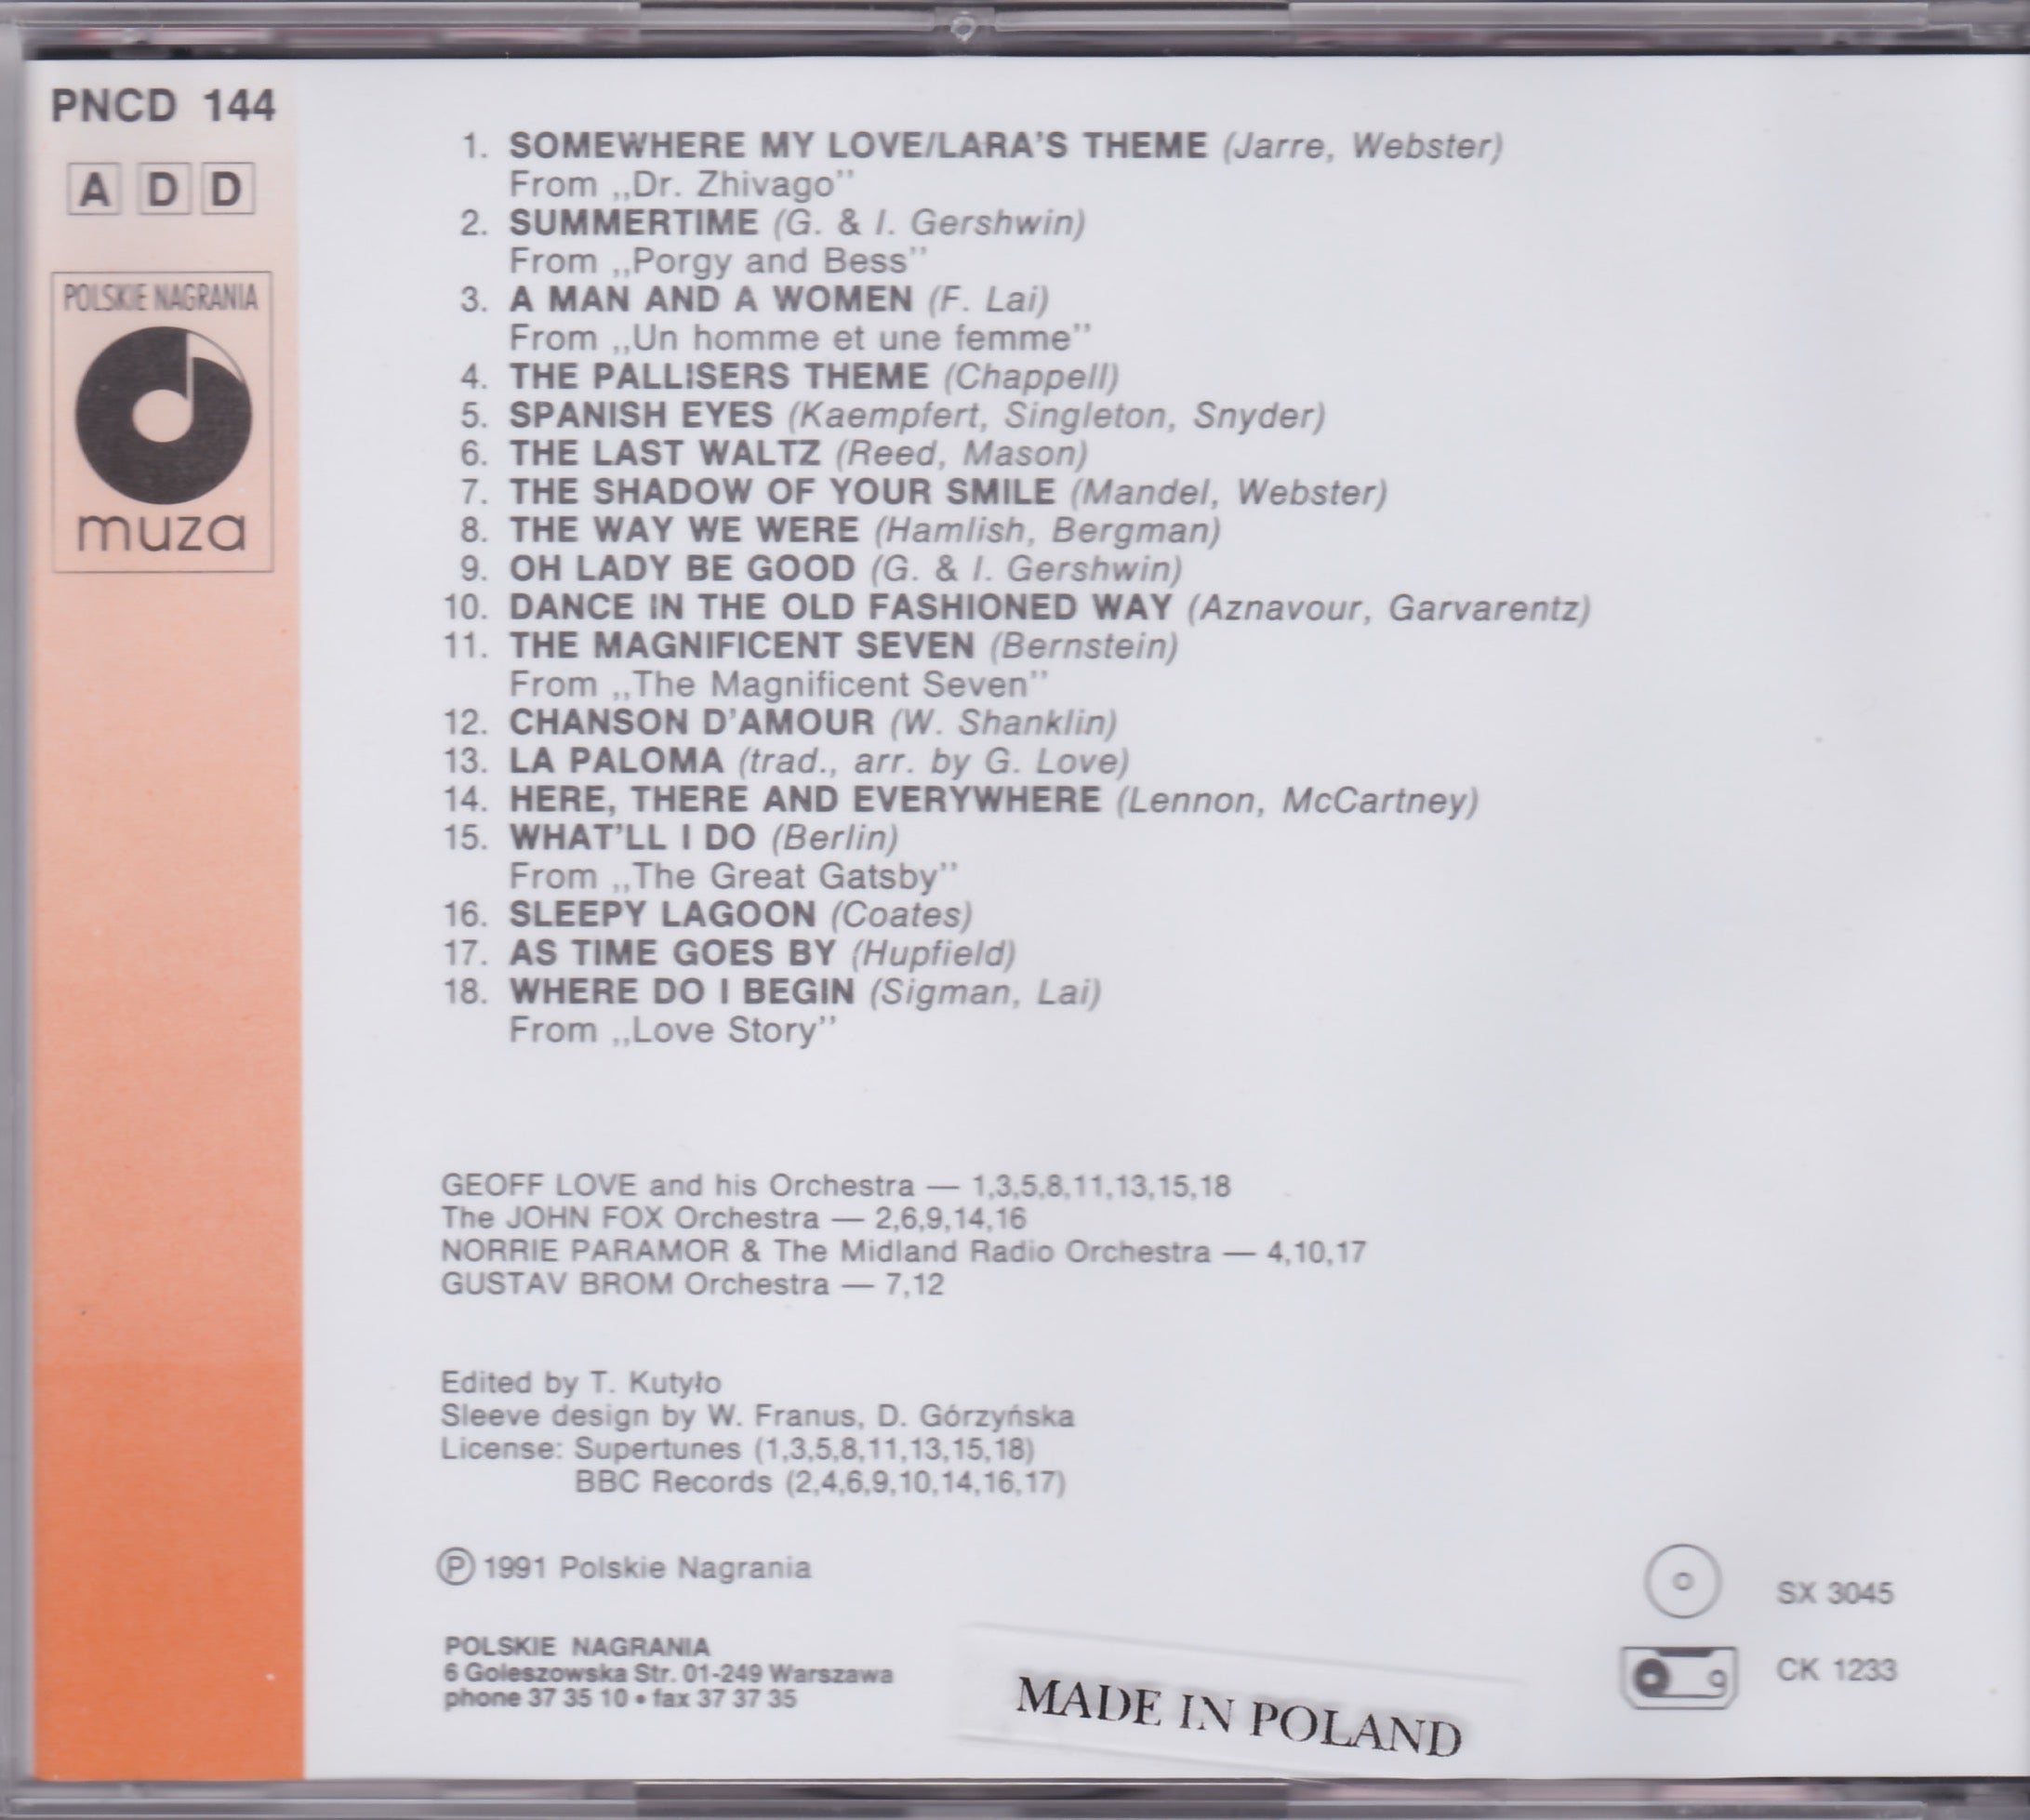 PNCD 144
A D D
POLSKIE NAGRANIA
muza
1. SOMEWHERE MY LOVE/LARA'S THEME (Jarre, Webster)
From ,,Dr. Zhivago''
2. SUMMERTIME (G. & I. Gershwin)
From ,,Porgy and Bess''
3. A MAN AND A WOMEN (F. Lai)
From ,,Un homme et une femme''
4. THE PALLISERS THEME (Chappell)
5. SPANISH EYES (Kaempfert, Singleton, Snyder)
6. THE LAST WALTZ (Reed, Mason)
7. THE SHADOW OF YOUR SMILE (Mandel, Webster)
8. THE WAY WE WERE (Hamlish, Bergman)
9. OH LADY BE GOOD (G. & I. Gershwin)
10. DANCE IN THE OLD FASHIONED WAY (Aznavour, Garvarentz)
11. THE MAGNIFICENT SEVEN (Bernstein)
From ,,The Magnificent Seven''
12. CHANSON D'AMOUR (W. Shanklin)
13. LA PALOMA (trad., arr. by G. Love)
14. HERE, THERE AND EVERYWHERE (Lennon, McCartney)
15. WHAT'LL I DO (Berlin)
From ,,The Great Gatsby''
16. SLEEPY LAGOON (Coates)
17. AS TIME GOES BY (Hupfield)
18. WHERE DO I BEGIN (Sigman, Lai)
From ,,Love Story''
GEOFF LOVE and his Orchestra — 1,3,5,8,11,13,15,18
The JOHN FOX Orchestra — 2,6,9,14,16
NORRIE PARAMOR & The Midland Radio Orchestra — 4,10,17
GUSTAV BROM Orchestra — 7,12
Edited by T. Kutyło
Sleeve design by W. Franus, D. Górzyńska
License: Supertunes (1,3,5,8,11,13,15,18)
BBC Records (2,4,6,9,10,14,16,17)
Ⓟ 1991 Polskie Nagrania
POLSKIE NAGRANIA
6 Goleszowska Str. 01-249 Warszawa
phone 37 35 10 • fax 37 37 35
MADE IN POLAND
SX 3045
CK 1233